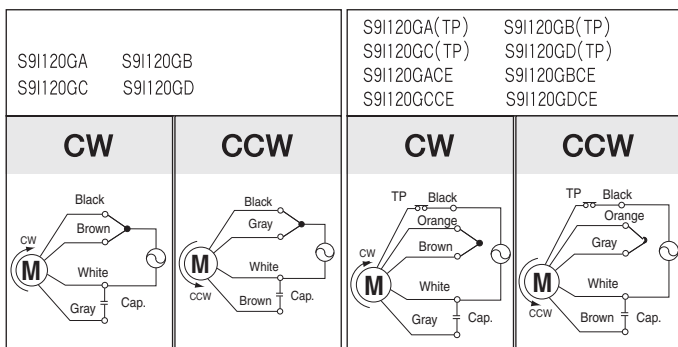 S9I120GA S9I120GB
S9I120GC S9I120GD
CW CCW
Black
Brown
CW
M
White
Gray Cap.
Black
Gray
White
M
CCW
Brown Cap.
S9I120GA(TP) S9I120GB(TP)
S9I120GC(TP) S9I120GD(TP)
S9I120GACE S9I120GBCE
S9I120GCCE S9I120GDCE
CW CCW
TP Black
Orange
CW
Brown
M
White
Gray Cap.
TP Black
Orange
Gray
M
White
CCW
Brown Cap.